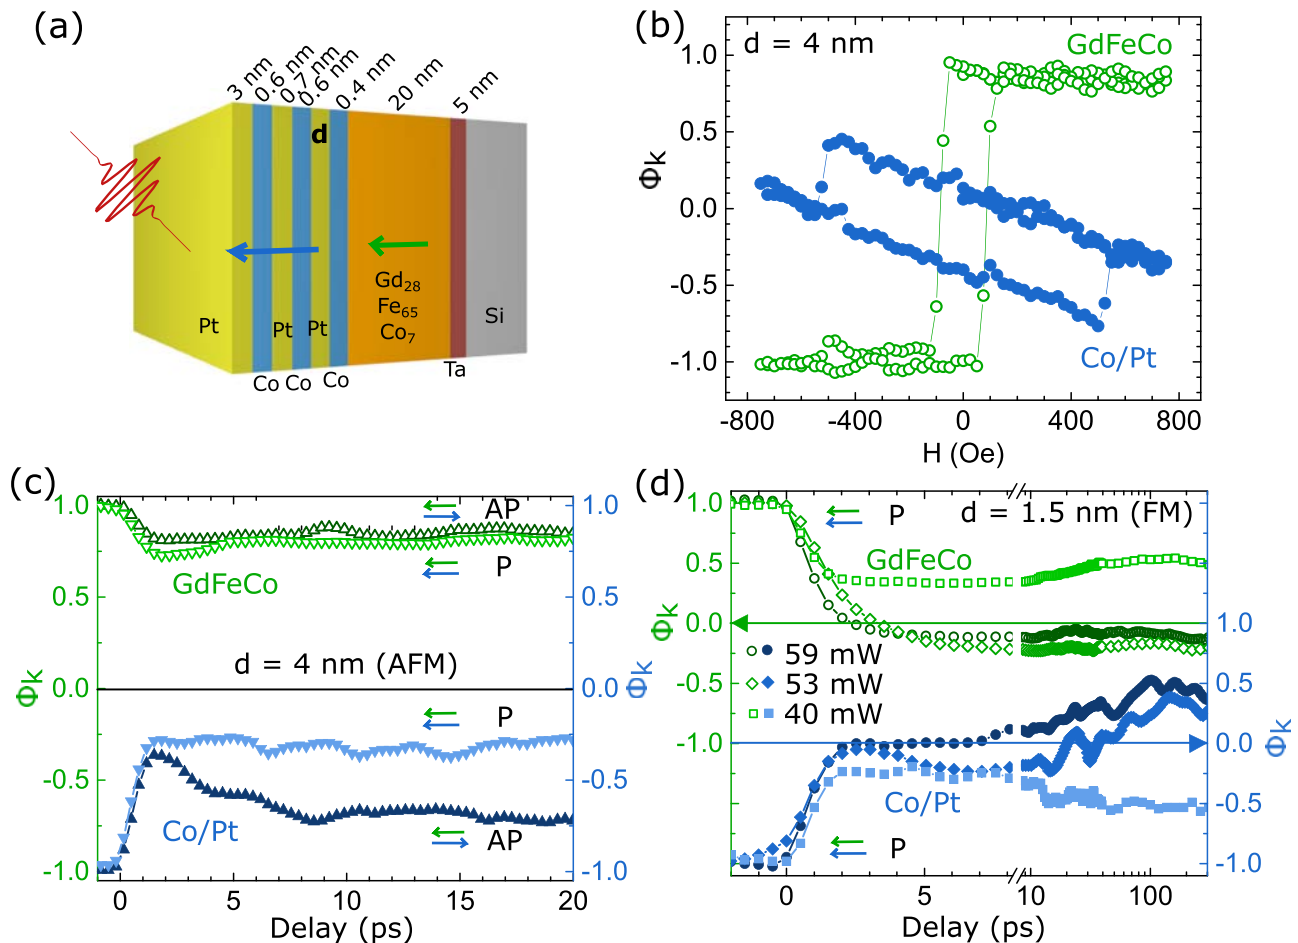 (a)
3 nm
0.6 nm
0.7 nm
0.6 nm
0.4 nm
20 nm
5 nm
d
Gd₂₈
Fe₆₅
Co₇
Pt
Pt
Pt
Si
Co
Co
Co
Ta
(b)
d = 4 nm
GdFeCo
Co/Pt
1.0
0.5
0.0
-0.5
-1.0
Φk
-800
-400
0
400
800
H (Oe)
(c)
1.0
0.5
0.0
-0.5
-1.0
Φk
AP
GdFeCo
P
d = 4 nm (AFM)
P
Co/Pt
AP
1.0
0.5
0.0
-0.5
-1.0
Φk
0
5
10
15
20
Delay (ps)
(d)
1.0
0.5
0.0
-0.5
-1.0
Φk
P
d = 1.5 nm (FM)
GdFeCo
59 mW
53 mW
40 mW
Co/Pt
P
1.0
0.5
0.0
-0.5
-1.0
Φk
0
5
10
100
Delay (ps)